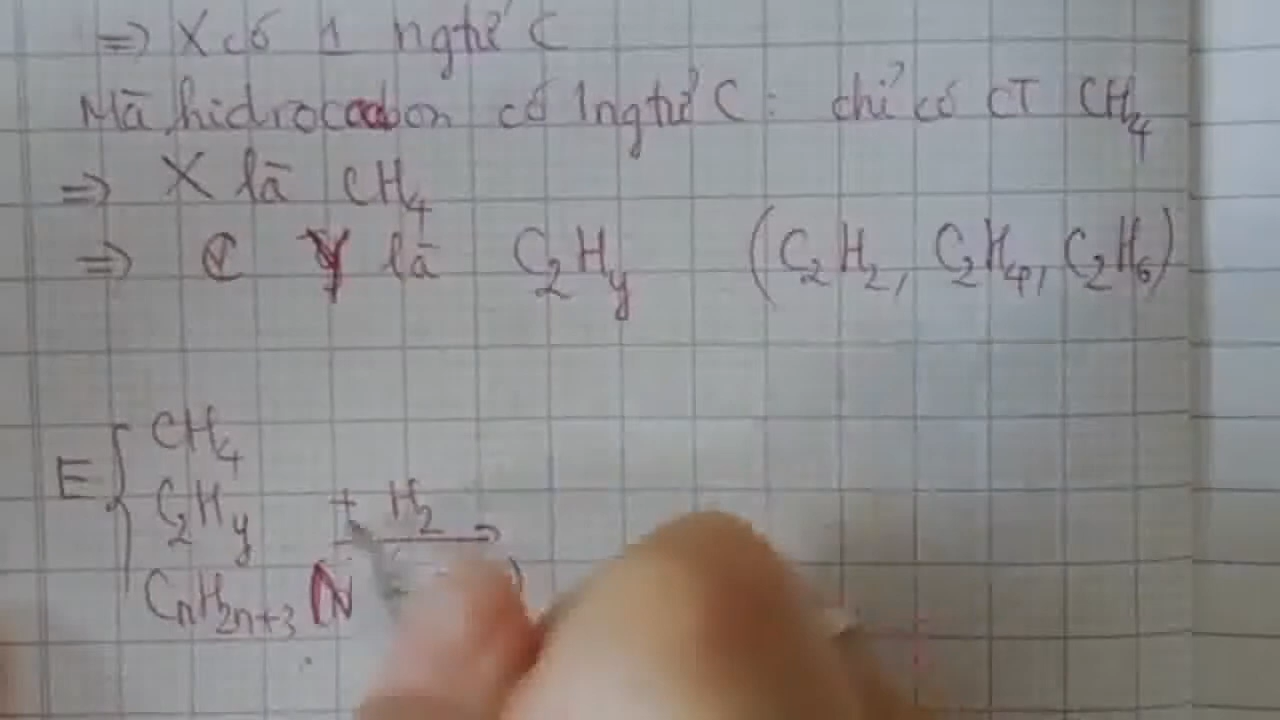 => X có 1 ngtử C
Mà hidrocacbon có 1 ngtử C: chỉ có CT CH4
=> X là CH4
=> C Y là C2Hy (C2H2, C2H4, C2H6)
E { CH4
C2Hy + H2 →
CnH2n+3 N